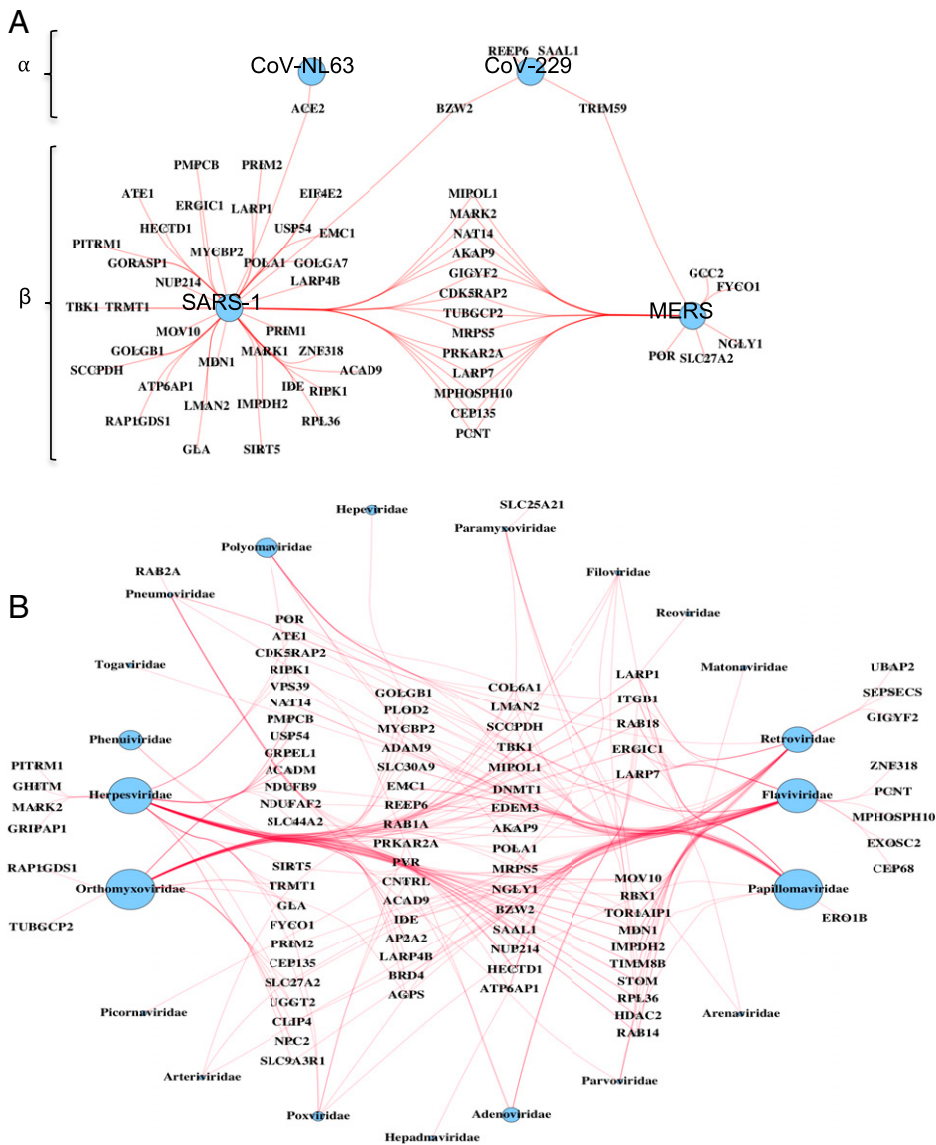 A
α
REEP6 SAAL1
CoV-NL63
CoV-229
ACE2
BZW2
TRIM59
PMPCB
PRIM2
ATE1
EIF4E2
MIPOL1
ERGIC1
LARP1
MARK2
HECTD1
USP54
EMC1
NAT14
PITRM1
MYCBP2
AKAP9
GORASP1
POLA1
GOLGA7
GIGYF2
GCC2
NUP214
LARP4B
FYCO1
β
CDK5RAP2
TBK1 TRMT1
SARS-1
TUBGCP2
MERS
MOV10
PRIM1
MRPS5
NGLY1
GOLGB1
MARK1
ZNF318
PRKAR2A
POR
SLC27A2
SCCPDH
MDN1
ACAD9
LARP7
ATP6AP1
IDE
RIPK1
MPHOSPH10
LMAN2
IMPDH2
CEP135
RAP1GDS1
RPL36
PCNT
GLA
SIRT5
B
Hepeviridae
SLC25A21
Paramyxoviridae
Polyomaviridae
RAB2A
Pneumoviridae
Filoviridae
Reoviridae
Togaviridae
Matonaviridae
Phenuiviridae
PITRM1
GHITM
MARK2
GRIPAP1
Herpesviridae
RAP1GDS1
Orthomyxoviridae
TUBGCP2
Picornaviridae
Arteriviridae
Poxviridae
Hepadnaviridae
Adenoviridae
Parvoviridae
Arenaviridae
POR
ATE1
CDK5RAP2
RIPK1
VPS39
NAT14
PMPCB
USP54
GRPEL1
ACADM
NDUFB9
NDUFAF2
SLC44A2
SIRT5
TRMT1
GLA
FYCO1
PRIM2
CEP135
SLC27A2
UGGT2
CLIP4
NPC2
SLC9A3R1
GOLGB1
PLOD2
MYCBP2
ADAM9
SLC30A9
EMC1
REEP6
RAB1A
PRKAR2A
PVR
CNTRL
ACAD9
IDE
AP2A2
LARP4B
BRD4
AGPS
COL6A1
LMAN2
SCCPDH
TBK1
MIPOL1
DNMT1
EDEM3
AKAP9
POLA1
MRPS5
NGLY1
BZW2
SAAL1
NUP214
HECTD1
ATP6AP1
LARP1
ITGB1
RAB18
ERGIC1
LARP7
MOV10
RBX1
TOR1AIP1
MDN1
IMPDH2
TIMM8B
STOM
RPL36
HDAC2
RAB14
UBAP2
SEPSECS
GIGYF2
Retroviridae
ZNF318
Flaviviridae
PCNT
MPHOSPH10
EXOSC2
CEP68
Papillomaviridae
ERO1B